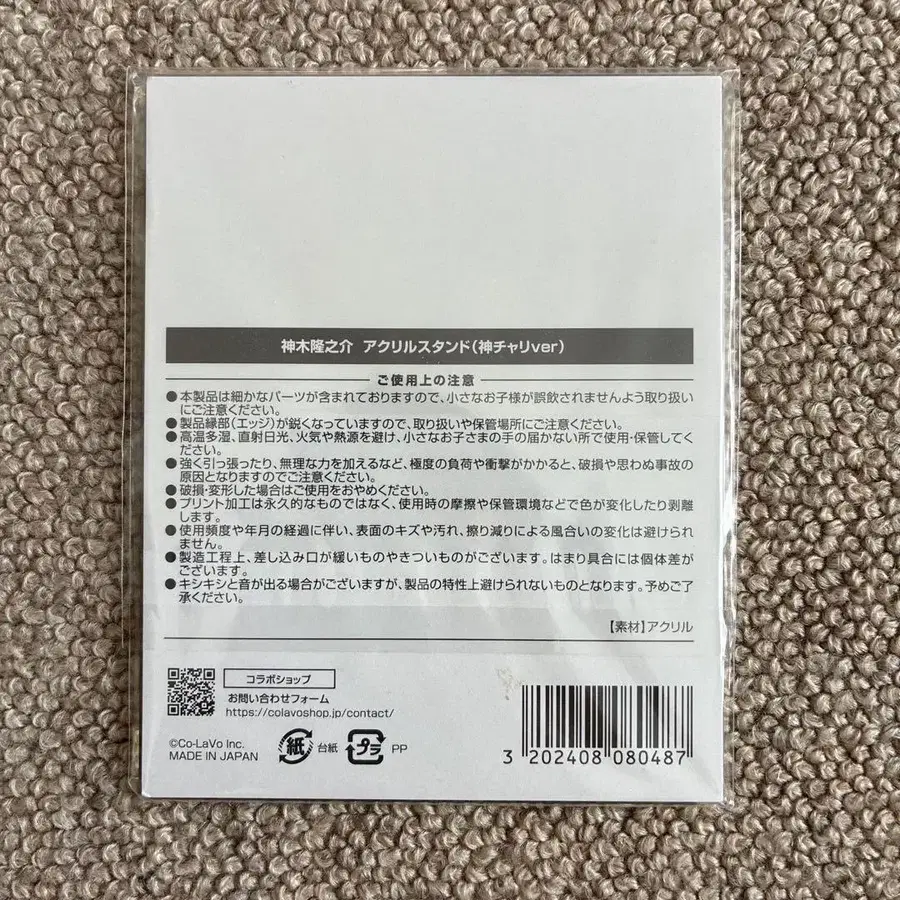 神木隆之介 アクリルスタンド(神チャリver)
ご使用上の注意
●本製品は細かなパーツが含まれておりますので、小さなお子様が誤飲されませんよう取り扱い
にご注意ください。
●製品縁部(エッジ)が鋭くなっていますので、取り扱いや保管場所にご注意ください。
●高温多湿、直射日光、火気や熱源を避け、小さなお子さまの手の届かない所で使用・保管してく
ださい。
●強く引っ張ったり、無理な力を加えるなど、極度の負荷や衝撃がかかると、破損や思わぬ事故の
原因となりますのでご注意ください。
●破損・変形した場合はご使用をおやめください。
●プリント加工は永久的なものではなく、使用時の摩擦や保管環境などで色が変化したり剥離
します。
●使用頻度や年月の経過に伴い、表面のキズや汚れ、擦り減りによる風合いの変化は避けられ
ません。
●製造工程上、差し込み口が緩いものやきついものがございます。はまり具合には個体差が
ございます。
●キシキシと音が出る場合がございますが、製品の特性上避けられないものとなります。予めご了
承ください。
【素材】アクリル
コラボショップ
お問い合わせフォーム
https://colavoshop.jp/contact/
©Co-LaVo Inc.
MADE IN JAPAN
紙 台紙 プラ PP
3 202408 080487